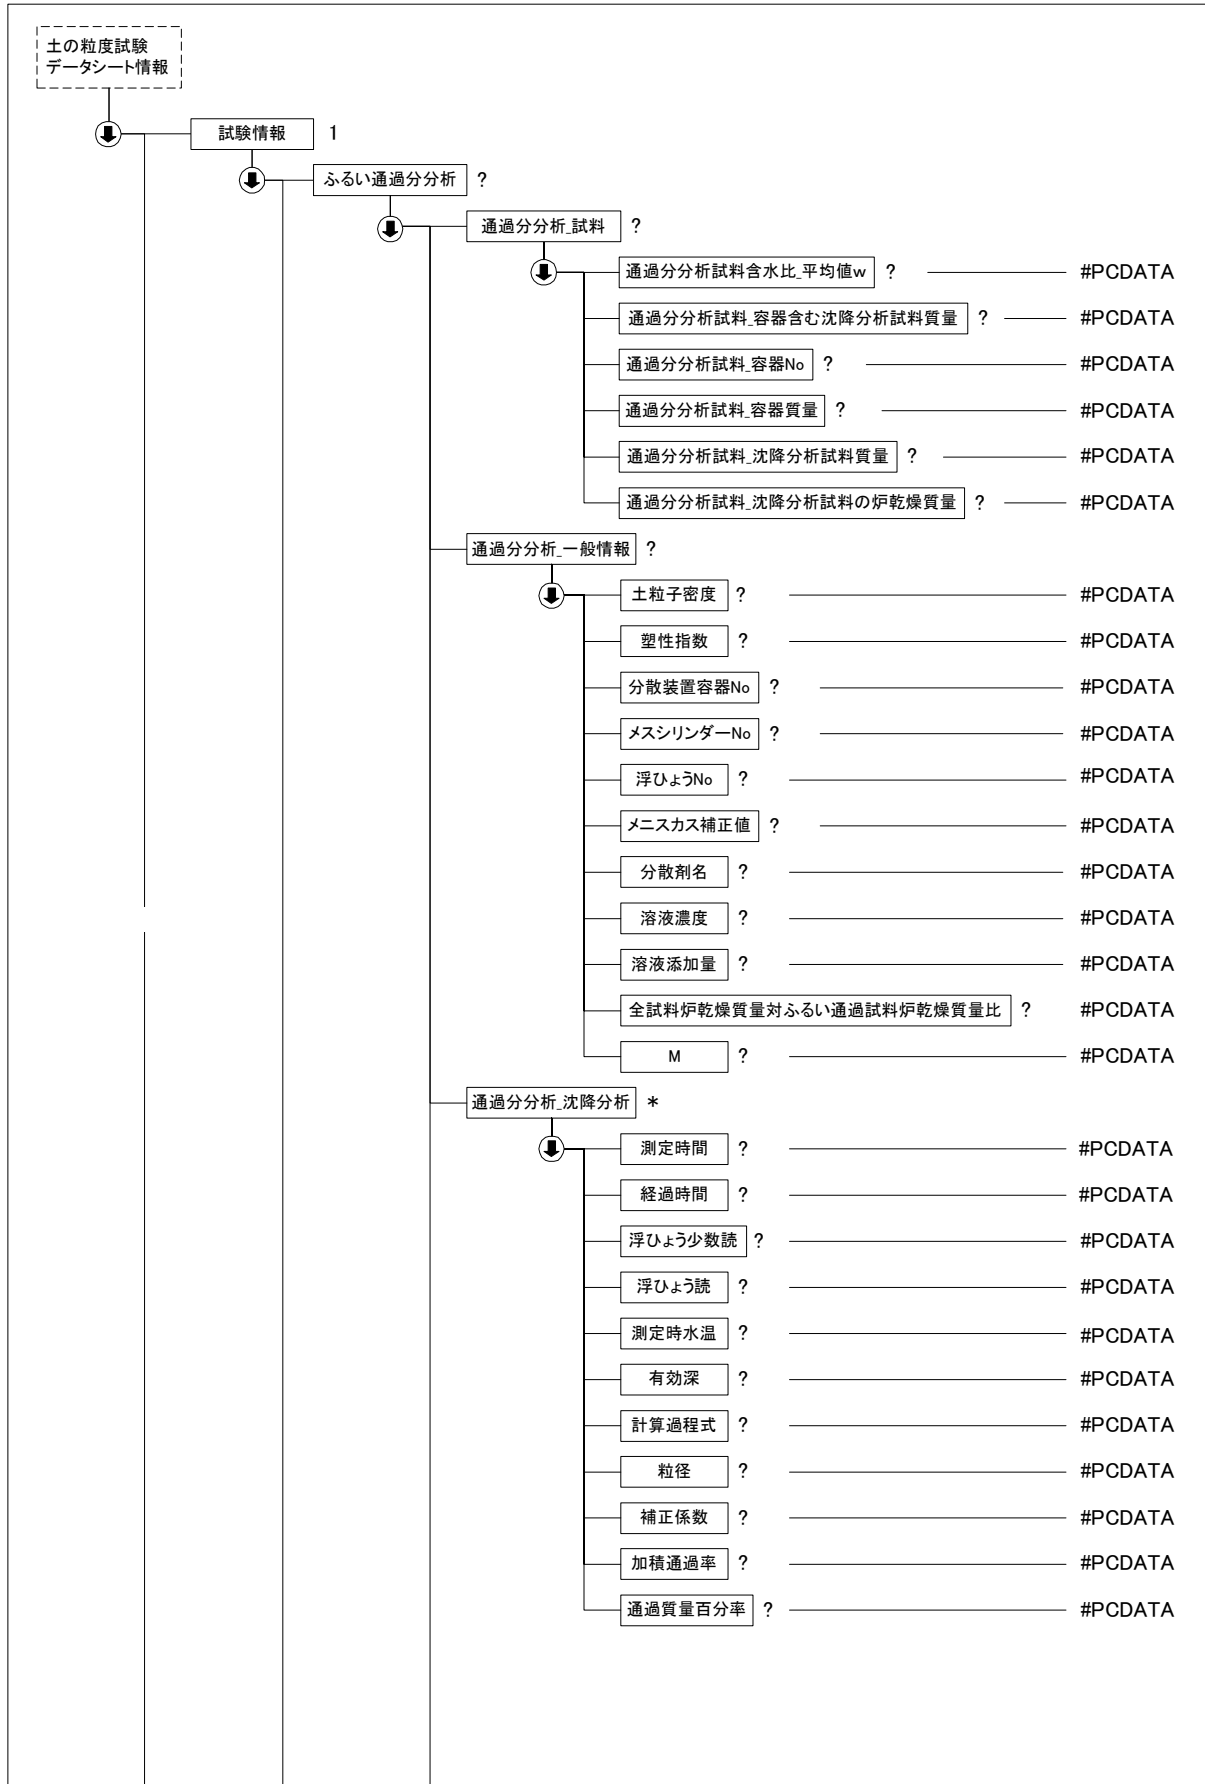 土の粒度試験
データシート情報
試験情報 1
ふるい通過分分析 ?
通過分分析_試料 ?
通過分分析試料含水比_平均値w ? #PCDATA
通過分分析試料_容器含む沈降分析試料質量 ? #PCDATA
通過分分析試料_容器No ? #PCDATA
通過分分析試料_容器質量 ? #PCDATA
通過分分析試料_沈降分析試料質量 ? #PCDATA
通過分分析試料_沈降分析試料の炉乾燥質量 ? #PCDATA
通過分分析_一般情報 ?
土粒子密度 ? #PCDATA
塑性指数 ? #PCDATA
分散装置容器No ? #PCDATA
メスシリンダーNo ? #PCDATA
浮ひょうNo ? #PCDATA
メニスカス補正値 ? #PCDATA
分散剤名 ? #PCDATA
溶液濃度 ? #PCDATA
溶液添加量 ? #PCDATA
全試料炉乾燥質量対ふるい通過試料炉乾燥質量比 ? #PCDATA
M ? #PCDATA
通過分分析_沈降分析 *
測定時間 ? #PCDATA
経過時間 ? #PCDATA
浮ひょう少数読 ? #PCDATA
浮ひょう読 ? #PCDATA
測定時水温 ? #PCDATA
有効深 ? #PCDATA
計算過程式 ? #PCDATA
粒径 ? #PCDATA
補正係数 ? #PCDATA
加積通過率 ? #PCDATA
通過質量百分率 ? #PCDATA